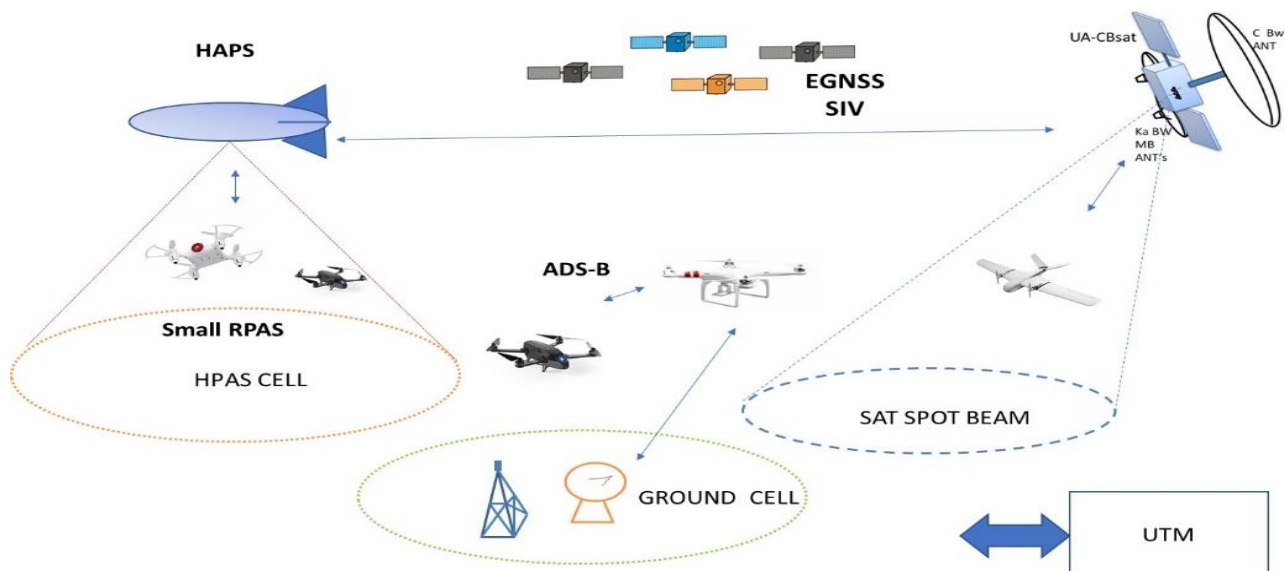 HAPS
UA-CBsat
C Bw
ANT
EGNSS
SIV
Ka BW
MB
ANT's
ADS-B
Small RPAS
HPAS CELL
SAT SPOT BEAM
GROUND CELL
UTM